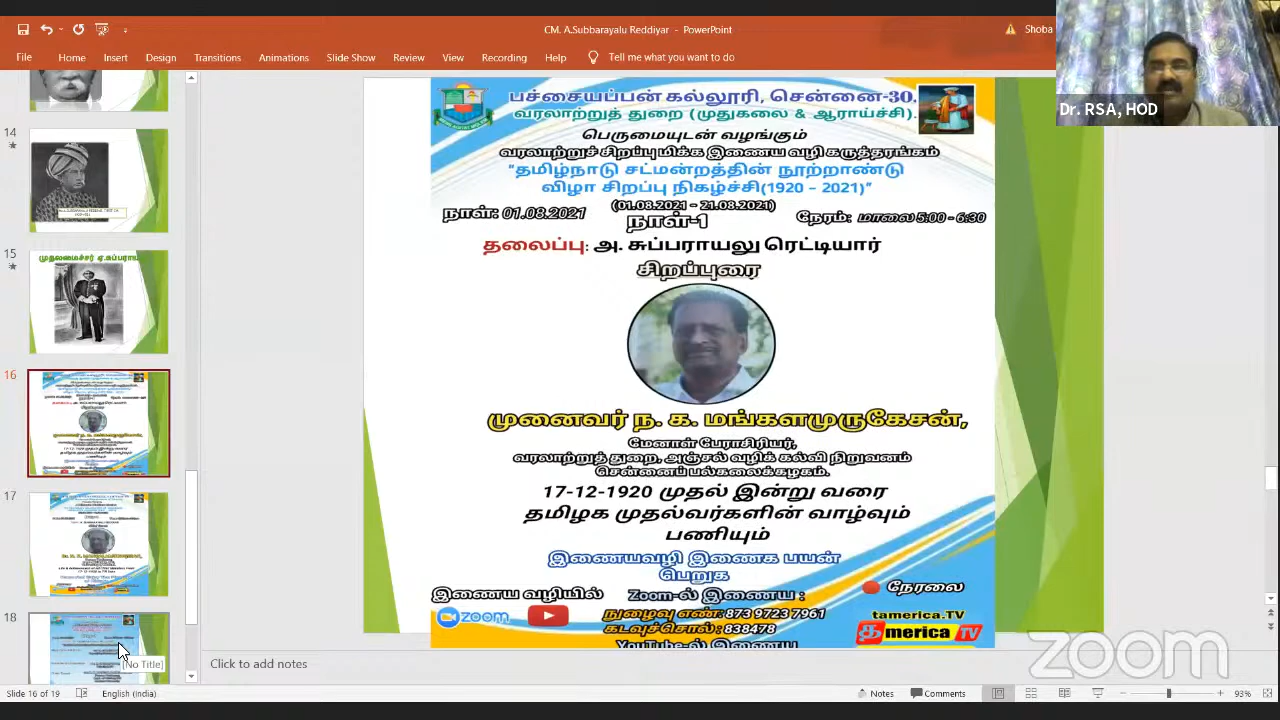 CM. A.Subbarayalu Reddiyar - PowerPoint
Shoba
File Home Insert Design Transitions Animations Slide Show Review View Recording Help Tell me what you want to do
Dr. RSA, HOD
14
15
முதலமைச்சர் ஏ.சுப்பராய
16
17
18
[No Title]
பச்சையப்பன் கல்லூரி, சென்னை-30.
வரலாற்றுத் துறை (முதுகலை & ஆராய்ச்சி).
பெருமையுடன் வழங்கும்
வரலாற்றுச் சிறப்பு மிக்க இணைய வழி கருத்தரங்கம்
"தமிழ்நாடு சட்மன்றத்தின் நூற்றாண்டு
விழா சிறப்பு நிகழ்ச்சி(1920 – 2021)"
(01.08.2021 - 21.08.2021)
நாள்: 01.08.2021 நாள்-1 நேரம்: மாலை 5:00 - 6:30
தலைப்பு: அ. சுப்பராயலு ரெட்டியார்
சிறப்புரை
முனைவர் ந. க. மங்களமுருகேசன்,
மேனாள் பேராசிரியர்,
வரலாற்றுத் துறை, அஞ்சல் வழிக் கல்வி நிறுவனம்
சென்னைப் பல்கலைக்கழகம்.
17-12-1920 முதல் இன்று வரை
தமிழக முதல்வர்களின் வாழ்வும்
பணியும்
இணையவழி இணைக பயன்
பெறுக
இணைய வழியில் Zoom-ல் இணைய : நேரலை
zoom நுழைவு எண்: 873 9723 7961 tamerica.TV
கடவுச்சொல்: 838478 தmerica TV
YouTube-ல் இணைய
zoom
Click to add notes
Slide 16 of 19 English (India) Notes Comments 93%